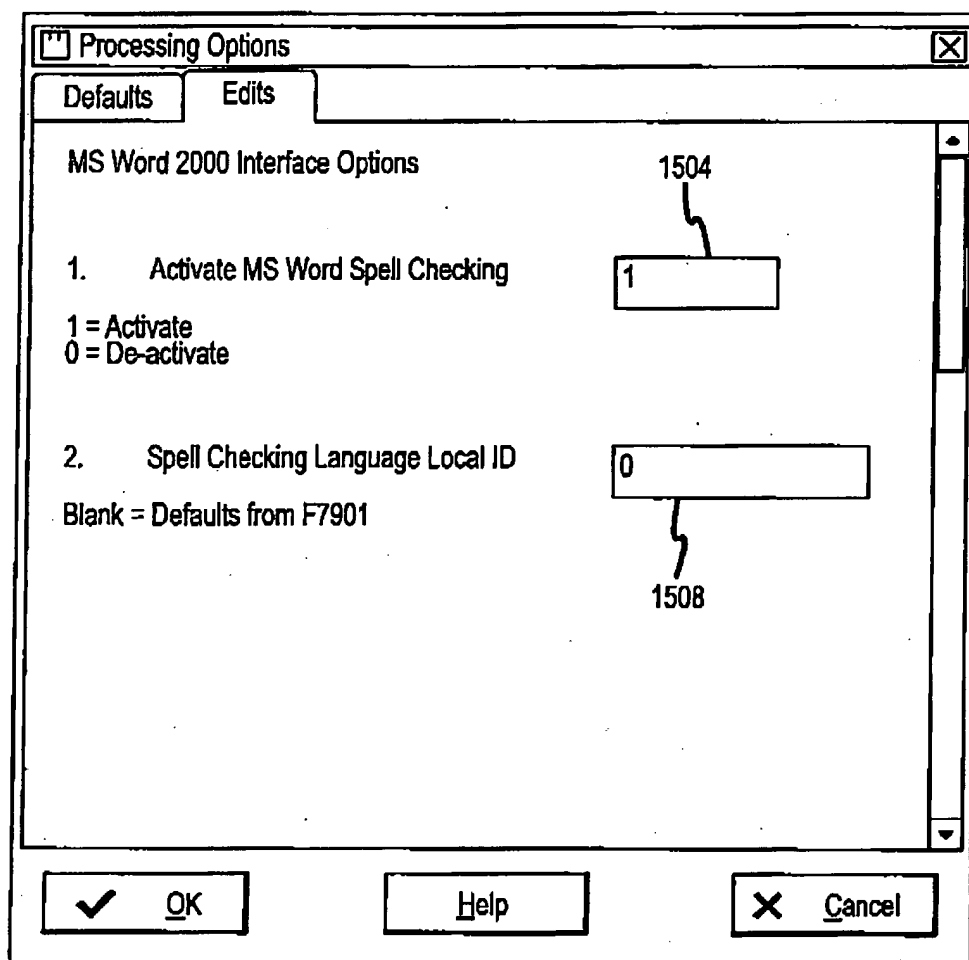 Processing Options
Defaults Edits
MS Word 2000 Interface Options
1504
1. Activate MS Word Spell Checking 1
1 = Activate
0 = De-activate
2. Spell Checking Language Local ID 0
Blank = Defaults from F7901
1508
OK Help Cancel